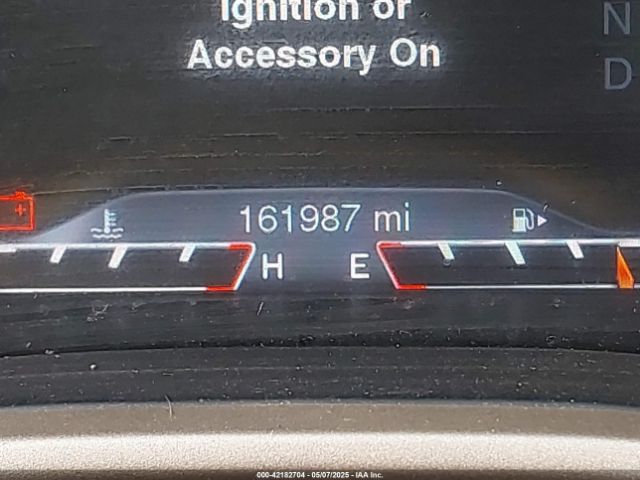 Ignition or
Accessory On
N
D
161987 mi
H E
000-42182704 - 05/07/2025 - IAA Inc.